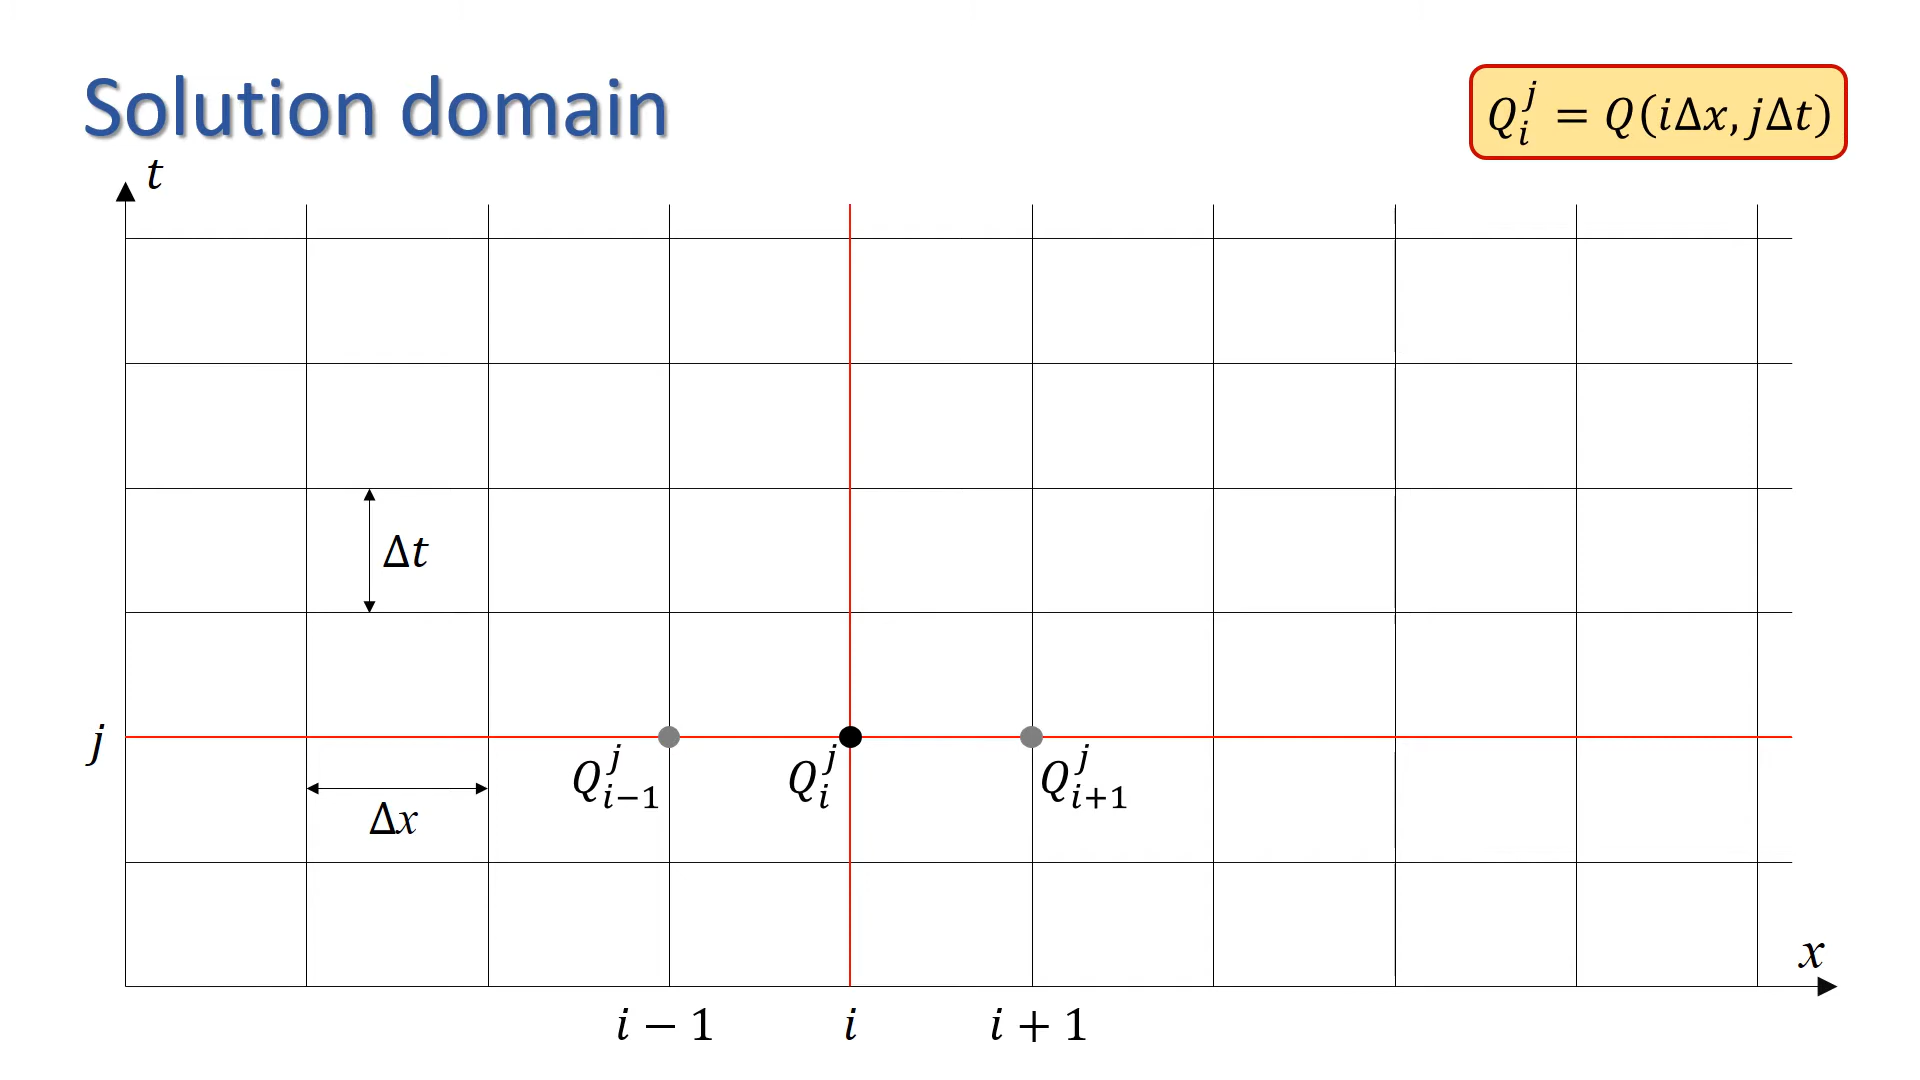 Solution domain
Q_i^j = Q(iΔx, jΔt)
t
Δt
j
Q_{i−1}^j
Q_i^j
Q_{i+1}^j
Δx
x
i − 1
i
i + 1